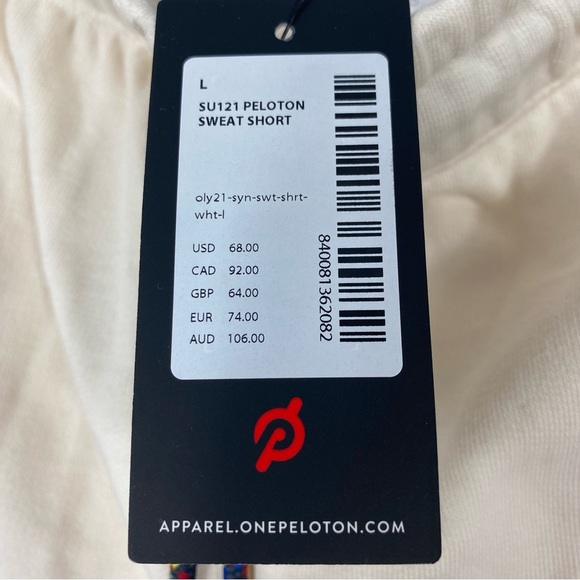 L
SU121 PELOTON
SWEAT SHORT
oly21-syn-swt-shrt-
wht-l
USD 68.00
CAD 92.00
GBP 64.00
EUR 74.00
AUD 106.00
840081362082
APPAREL.ONEPELOTON.COM